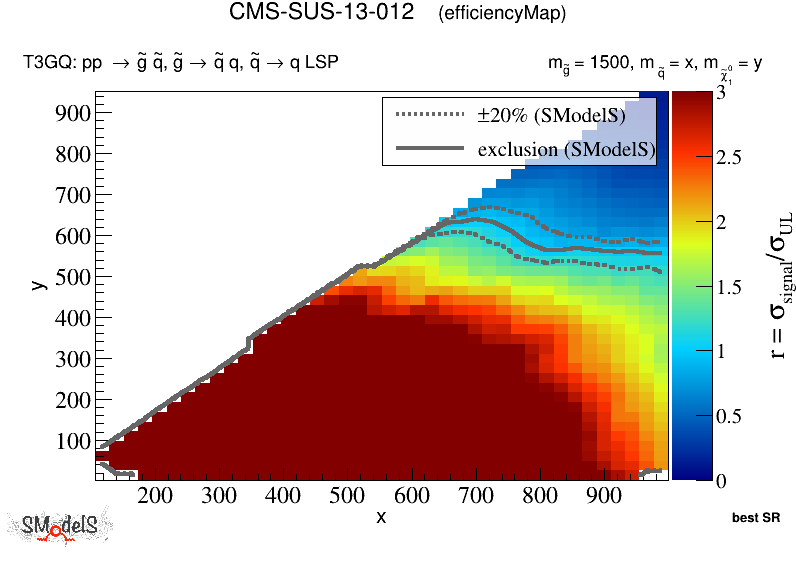 CMS-SUS-13-012 (efficiencyMap)
T3GQ: pp → g̃ q̃, g̃ → q̃ q, q̃ → q LSP
m_g̃ = 1500, m_q̃ = x, m_χ̃₁⁰ = y
±20% (SModelS)
exclusion (SModelS)
900
800
700
600
500
400
300
200
100
y
200 300 400 500 600 700 800 900
x
3
2.5
2
1.5
1
0.5
0
r = σ_signal/σ_UL
best SR
SModelS